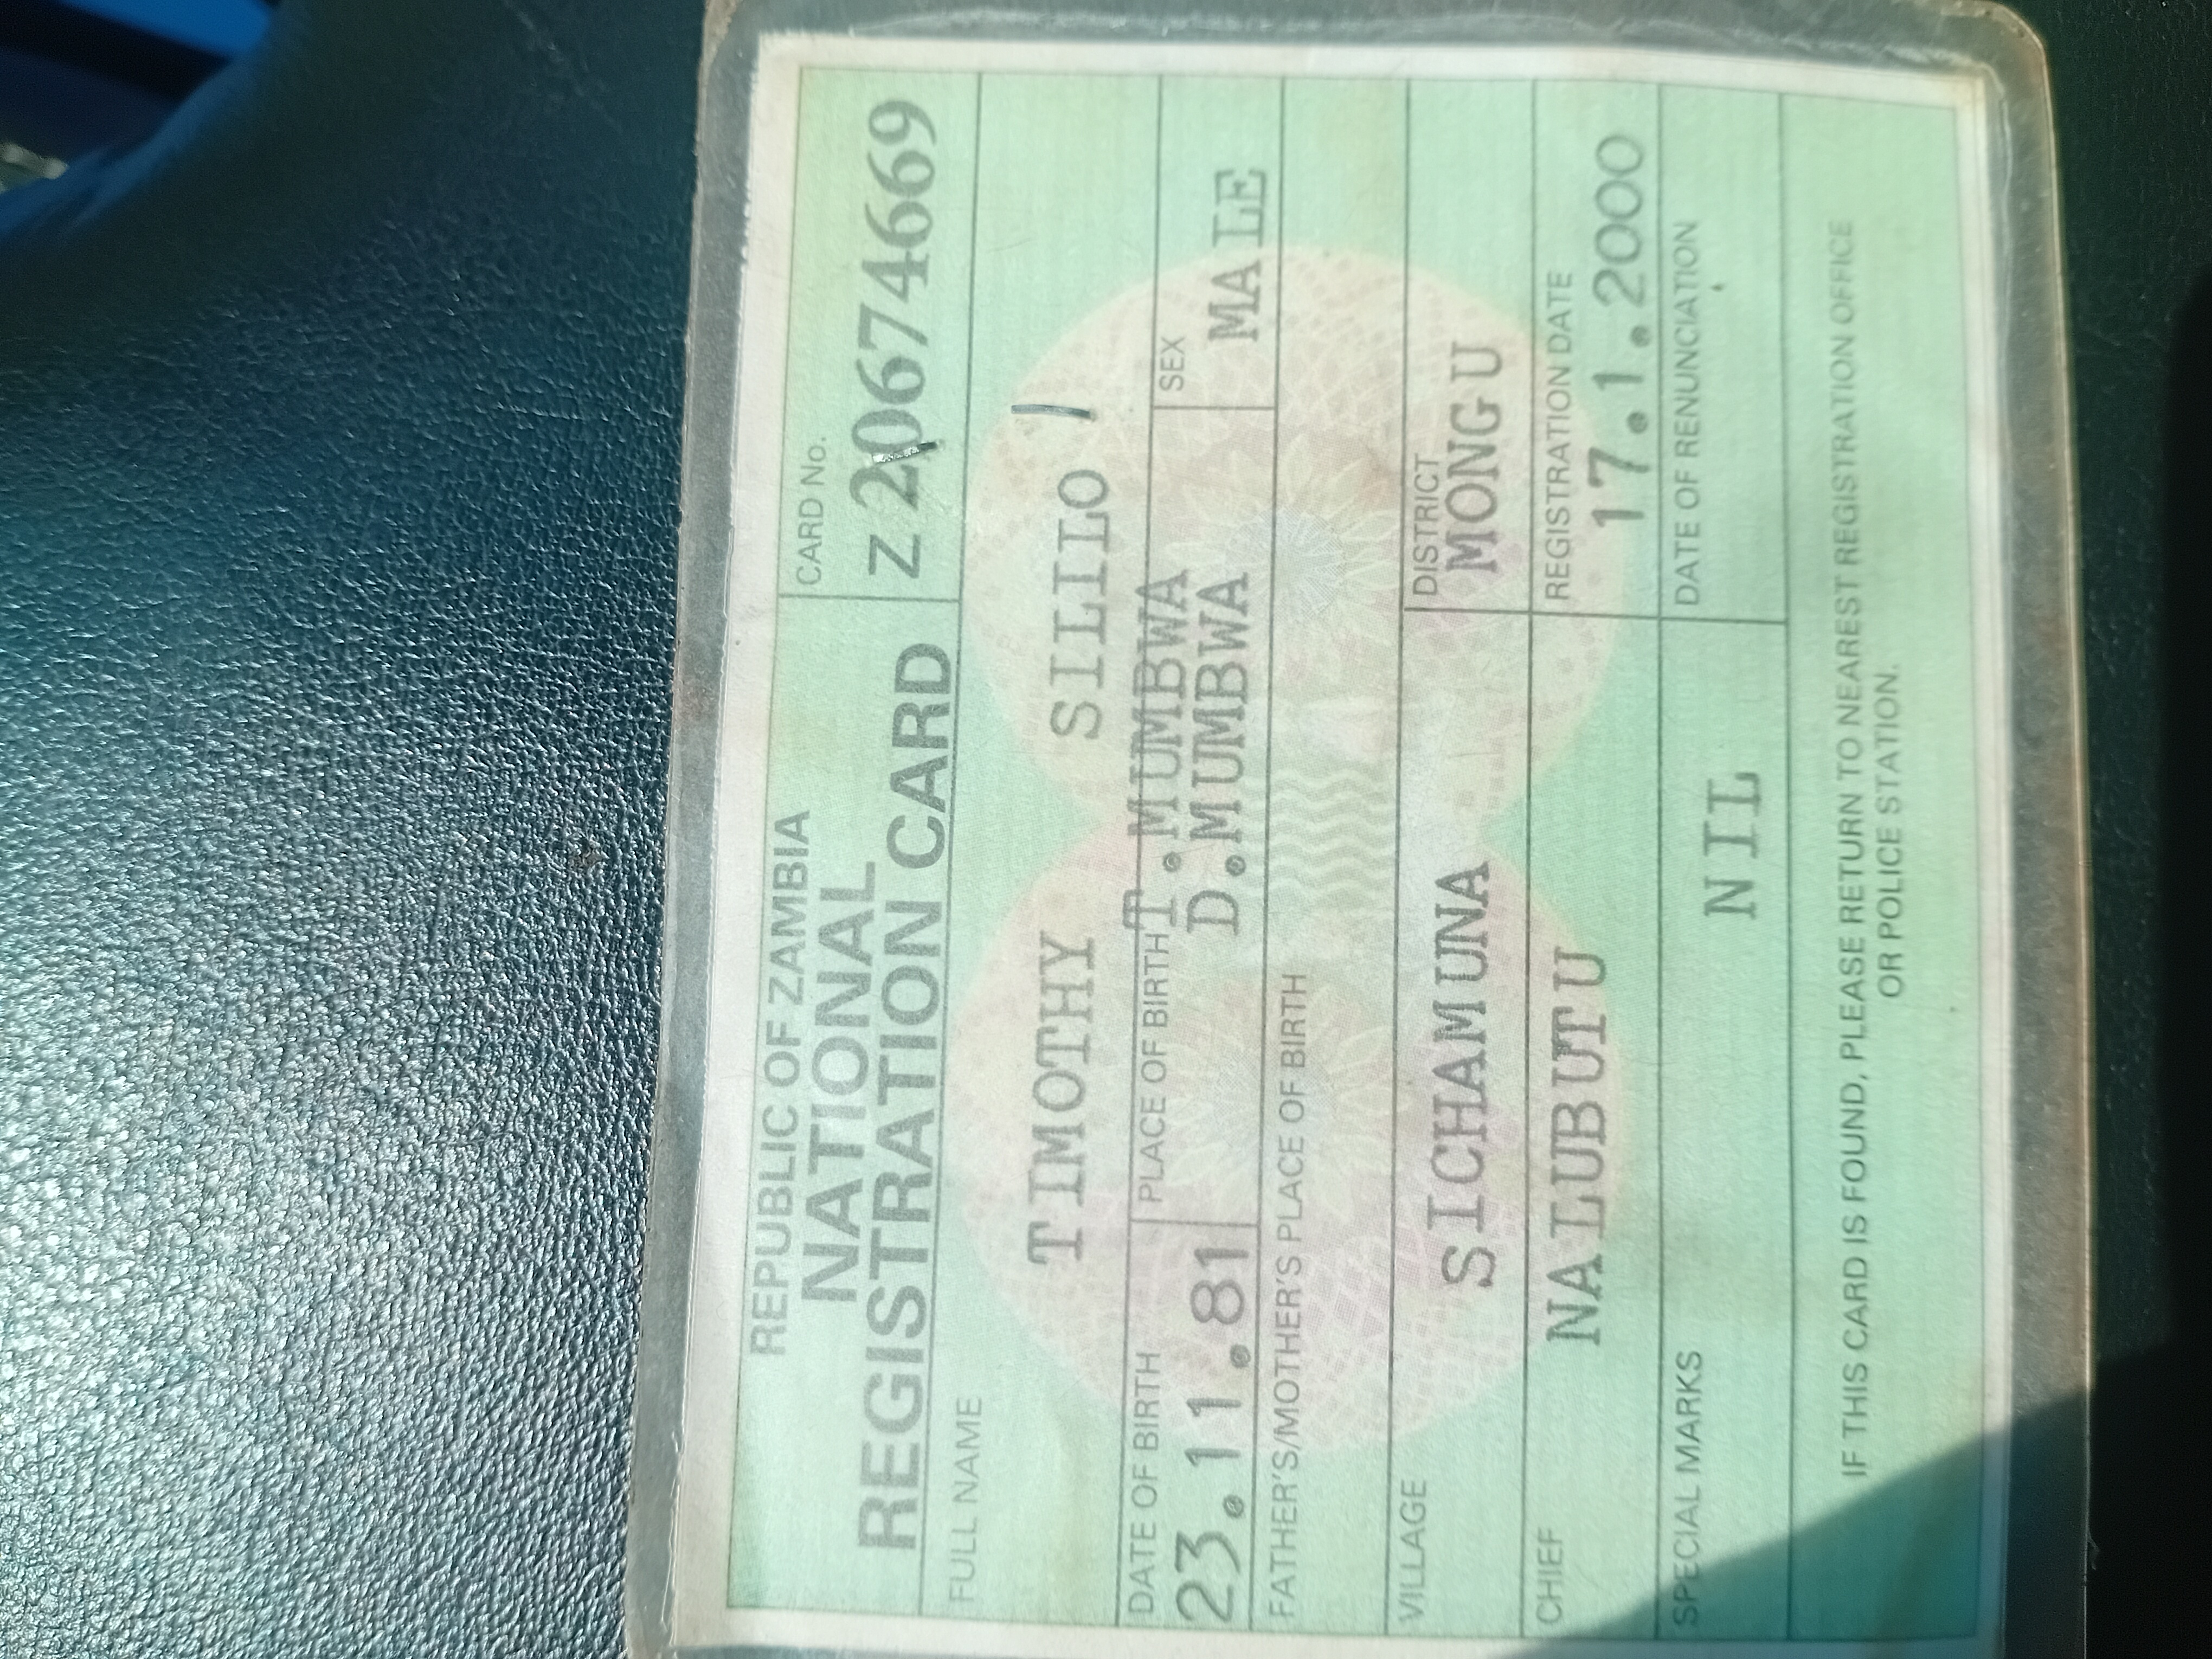 REPUBLIC OF ZAMBIA
NATIONAL
REGISTRATION CARD
CARD No.
Z 20674669
FULL NAME
TIMOTHY SILILO
DATE OF BIRTH
23.11.81
PLACE OF BIRTH T.MUMBWA
D.MUMBWA
SEX
MALE
FATHER'S/MOTHER'S PLACE OF BIRTH
VILLAGE
SICHAMUNA
DISTRICT
MONGU
CHIEF
NALUBUTU
REGISTRATION DATE
17.1.2000
SPECIAL MARKS
NIL
DATE OF RENUNCIATION
IF THIS CARD IS FOUND, PLEASE RETURN TO NEAREST REGISTRATION OFFICE
OR POLICE STATION.